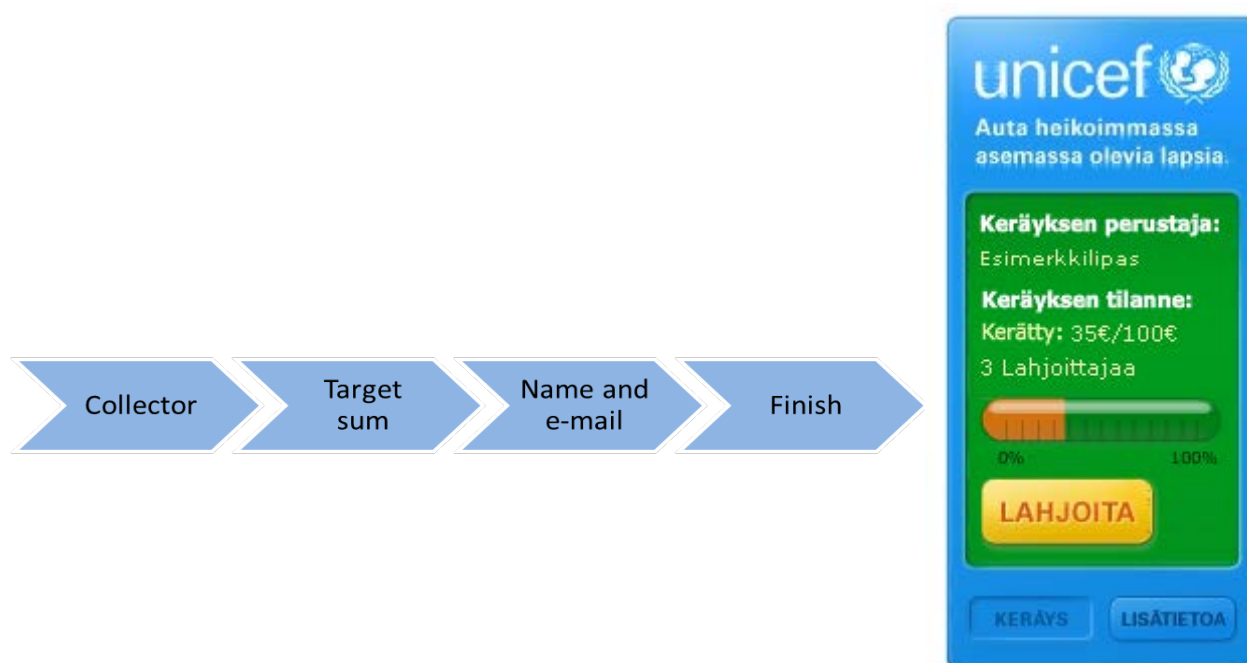 Collector
Target
sum
Name and
e-mail
Finish
unicef
Auta heikoimmassa
asemassa olevia lapsia.
Keräyksen perustaja:
Esimerkkilipas
Keräyksen tilanne:
Kerätty: 35€/100€
3 Lahjoittajaa
0% 100%
LAHJOITA
KERÄYS LISÄTIETOA